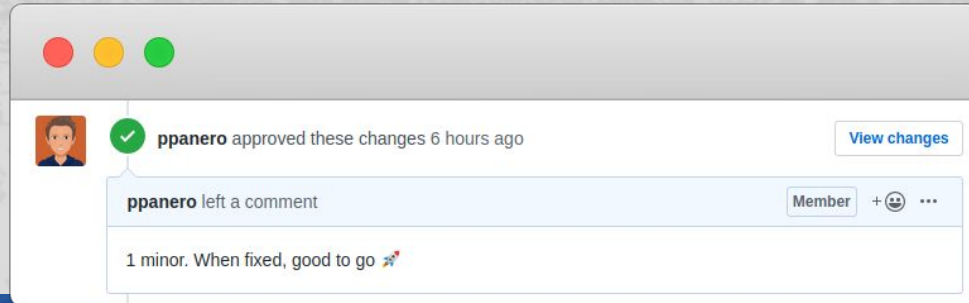 ppanero approved these changes 6 hours ago
View changes
ppanero left a comment
Member
1 minor. When fixed, good to go 🚀